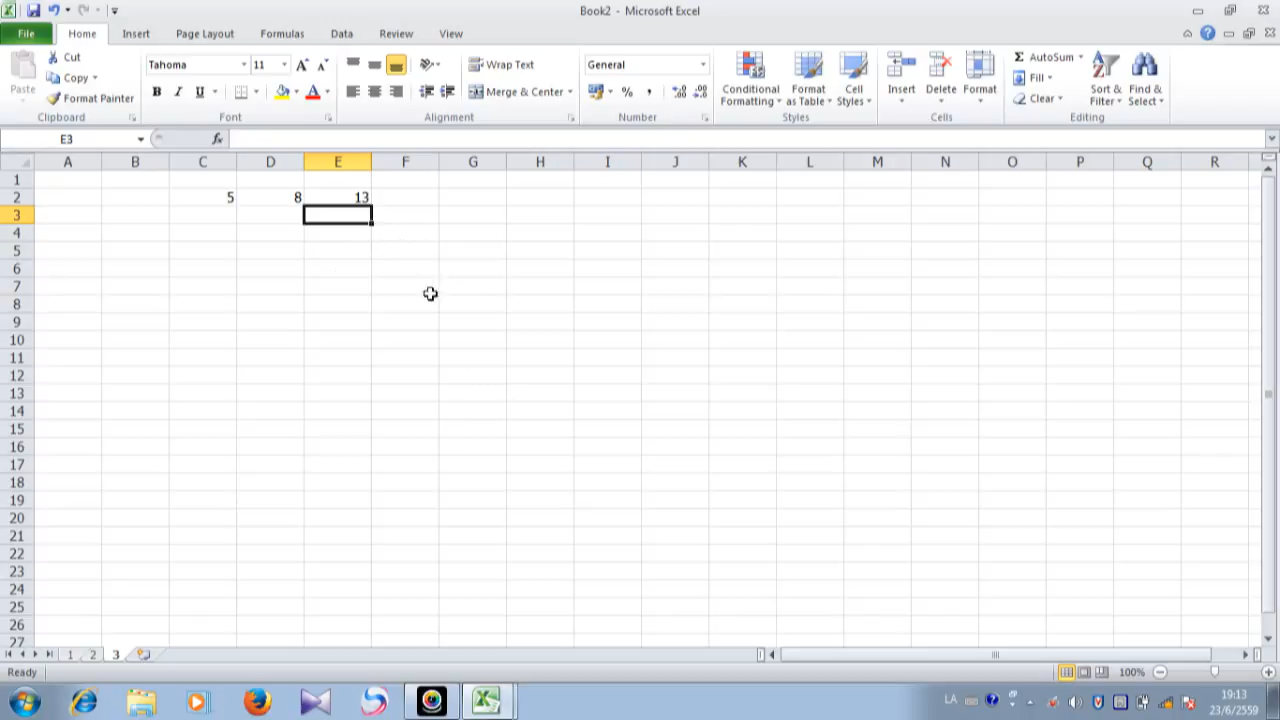 Book2 - Microsoft Excel
File Home Insert Page Layout Formulas Data Review View
Paste
Cut
Copy
Format Painter
Clipboard
Tahoma 11
B I U A
Font
Wrap Text
Merge & Center
Alignment
General
%
Number
Conditional Formatting
Format as Table
Cell Styles
Styles
Insert Delete Format
Cells
Σ AutoSum
Fill
Clear
Sort & Filter
Find & Select
Editing
E3 fx
A B C D E F G H I J K L M N O P Q R
1
2 5 8 13
3
4
5
6
7
8
9
10
11
12
13
14
15
16
17
18
19
20
21
22
23
24
25
26
27
1 2 3
Ready 100%
LA 19:13
23/6/2559